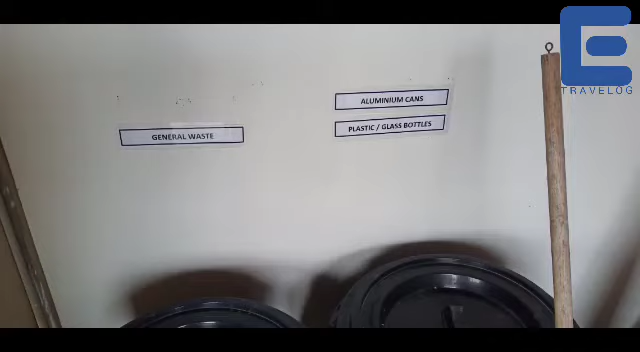 E
TRAVELOG
ALUMINIUM CANS
GENERAL WASTE
PLASTIC / GLASS BOTTLES